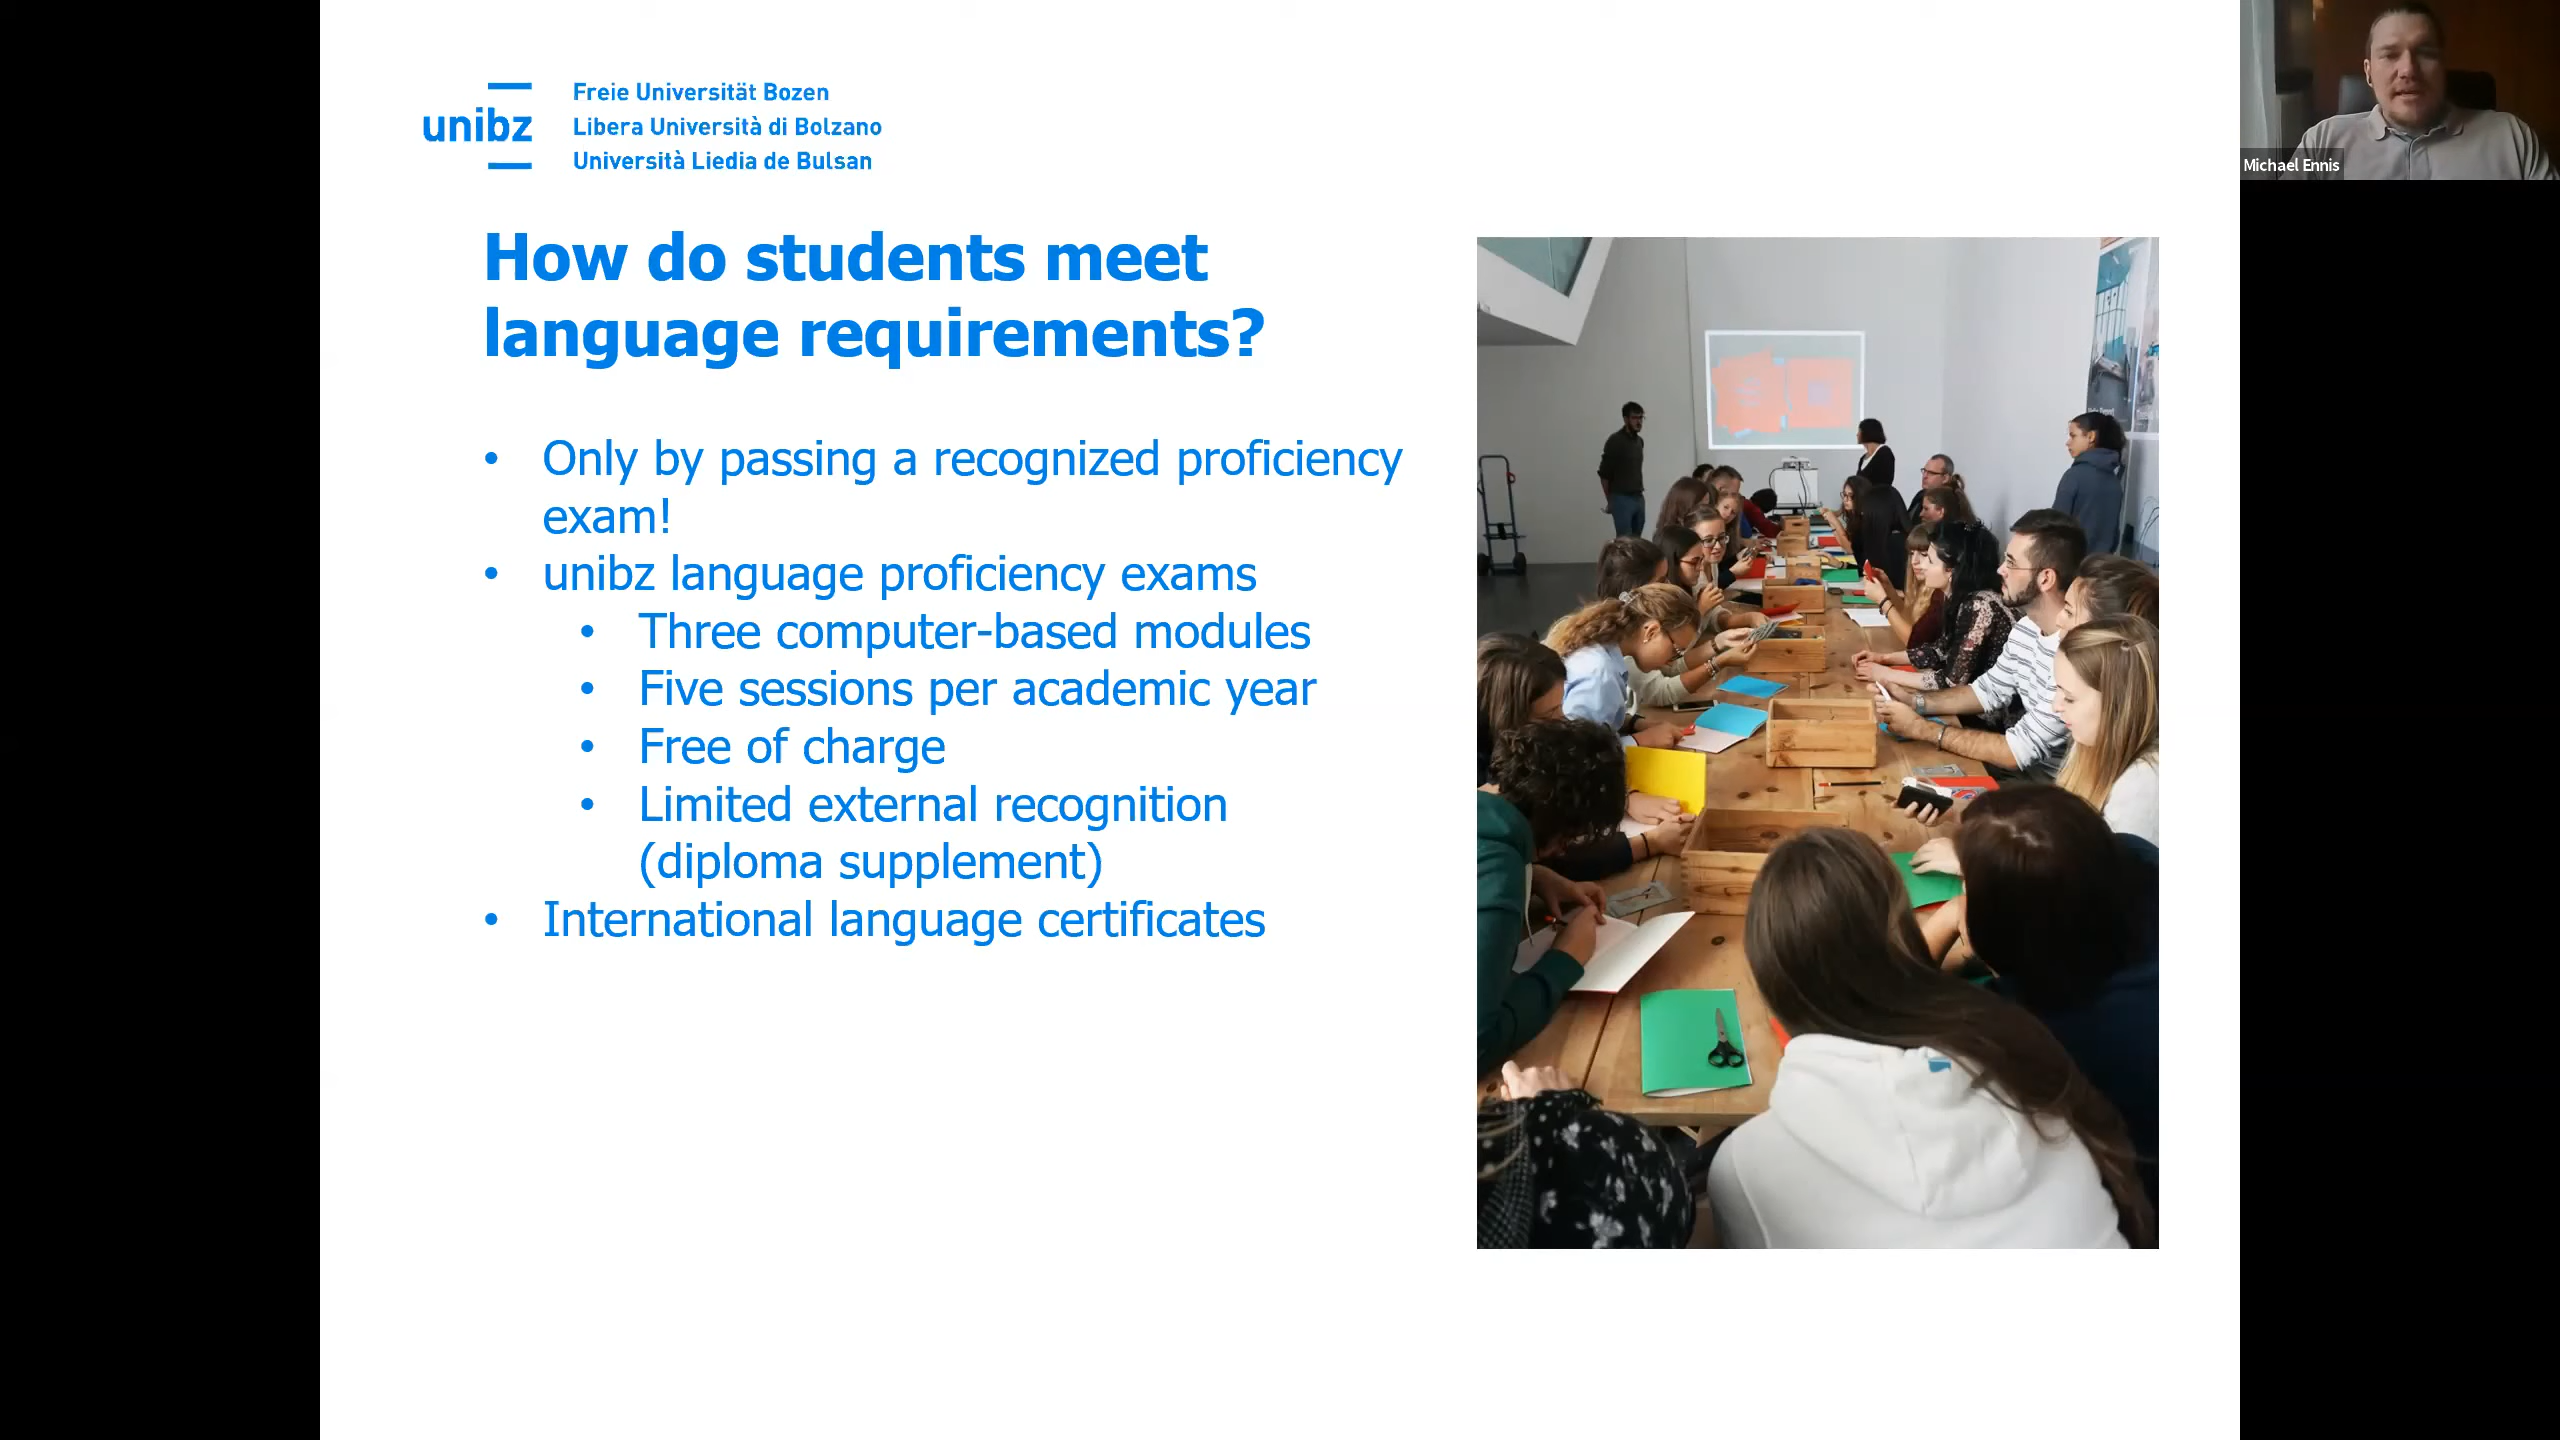 unibz
Freie Universität Bozen
Libera Università di Bolzano
Università Liedia de Bulsan
How do students meet
language requirements?
• Only by passing a recognized proficiency
exam!
• unibz language proficiency exams
• Three computer-based modules
• Five sessions per academic year
• Free of charge
• Limited external recognition
(diploma supplement)
• International language certificates
Michael Ennis